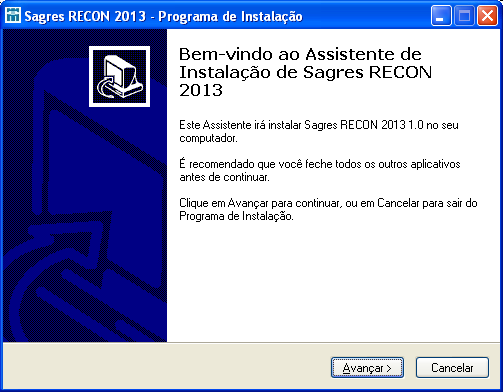 Sagres RECON 2013 - Programa de Instalação
Bem-vindo ao Assistente de
Instalação de Sagres RECON
2013
Este Assistente irá instalar Sagres RECON 2013 1.0 no seu
computador.
É recomendado que você feche todos os outros aplicativos
antes de continuar.
Clique em Avançar para continuar, ou em Cancelar para sair do
Programa de Instalação.
Avançar >
Cancelar